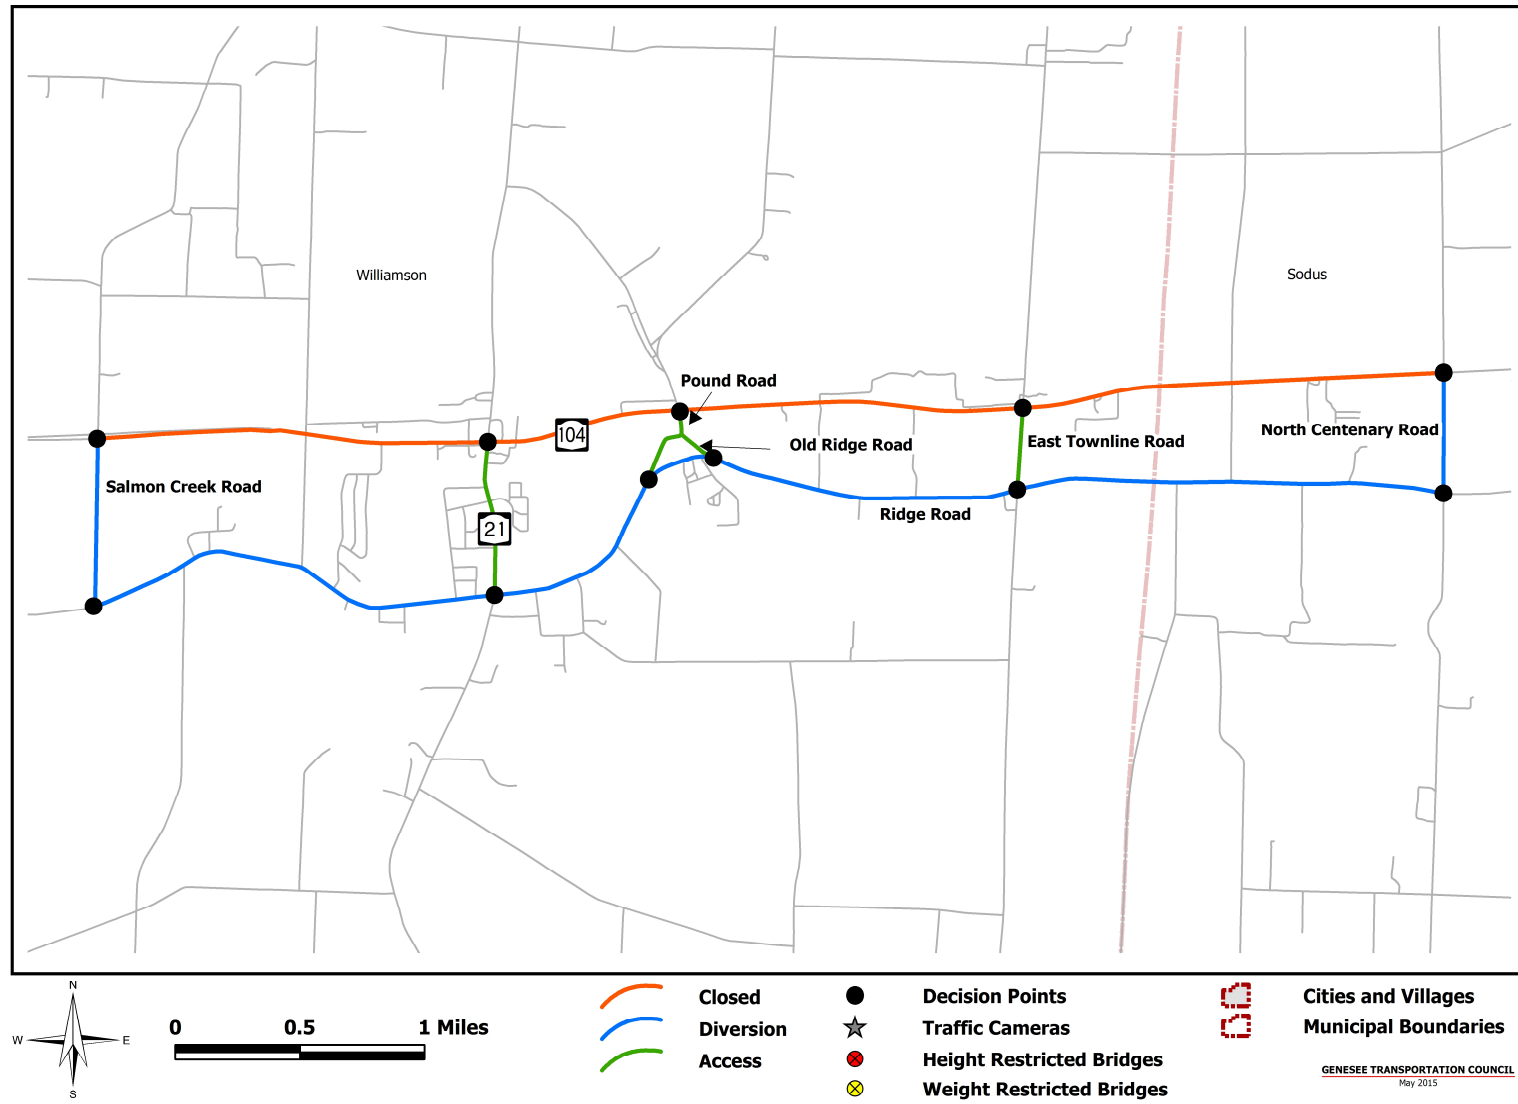 Williamson
Sodus
Pound Road
104
Old Ridge Road
East Townline Road
North Centenary Road
Salmon Creek Road
Ridge Road
21
N
W
E
S
0 0.5 1 Miles
Closed
Diversion
Access
Decision Points
Traffic Cameras
Height Restricted Bridges
Weight Restricted Bridges
Cities and Villages
Municipal Boundaries
GENESEE TRANSPORTATION COUNCIL
May 2015